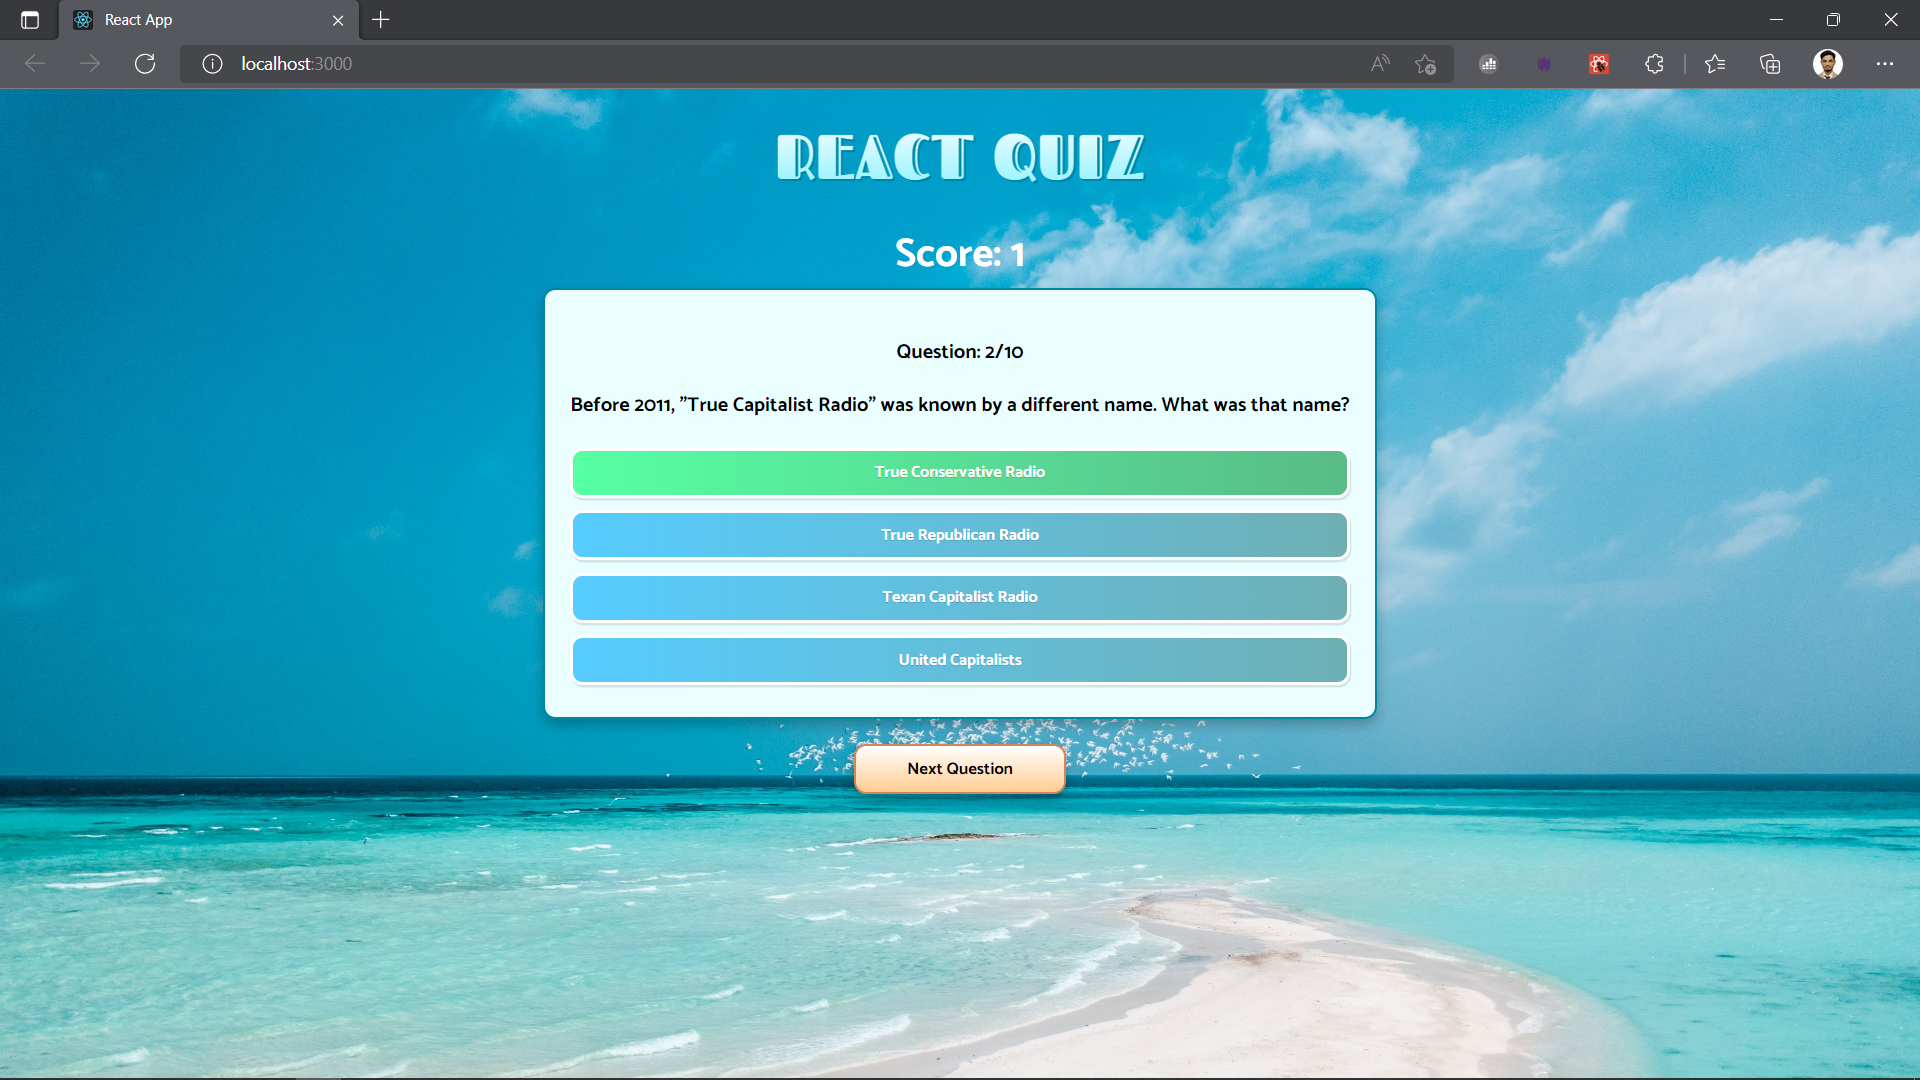 React App
localhost:3000
REACT QUIZ
Score: 1
Question: 2/10
Before 2011, ”True Capitalist Radio” was known by a different name. What was that name?
True Conservative Radio
True Republican Radio
Texan Capitalist Radio
United Capitalists
Next Question